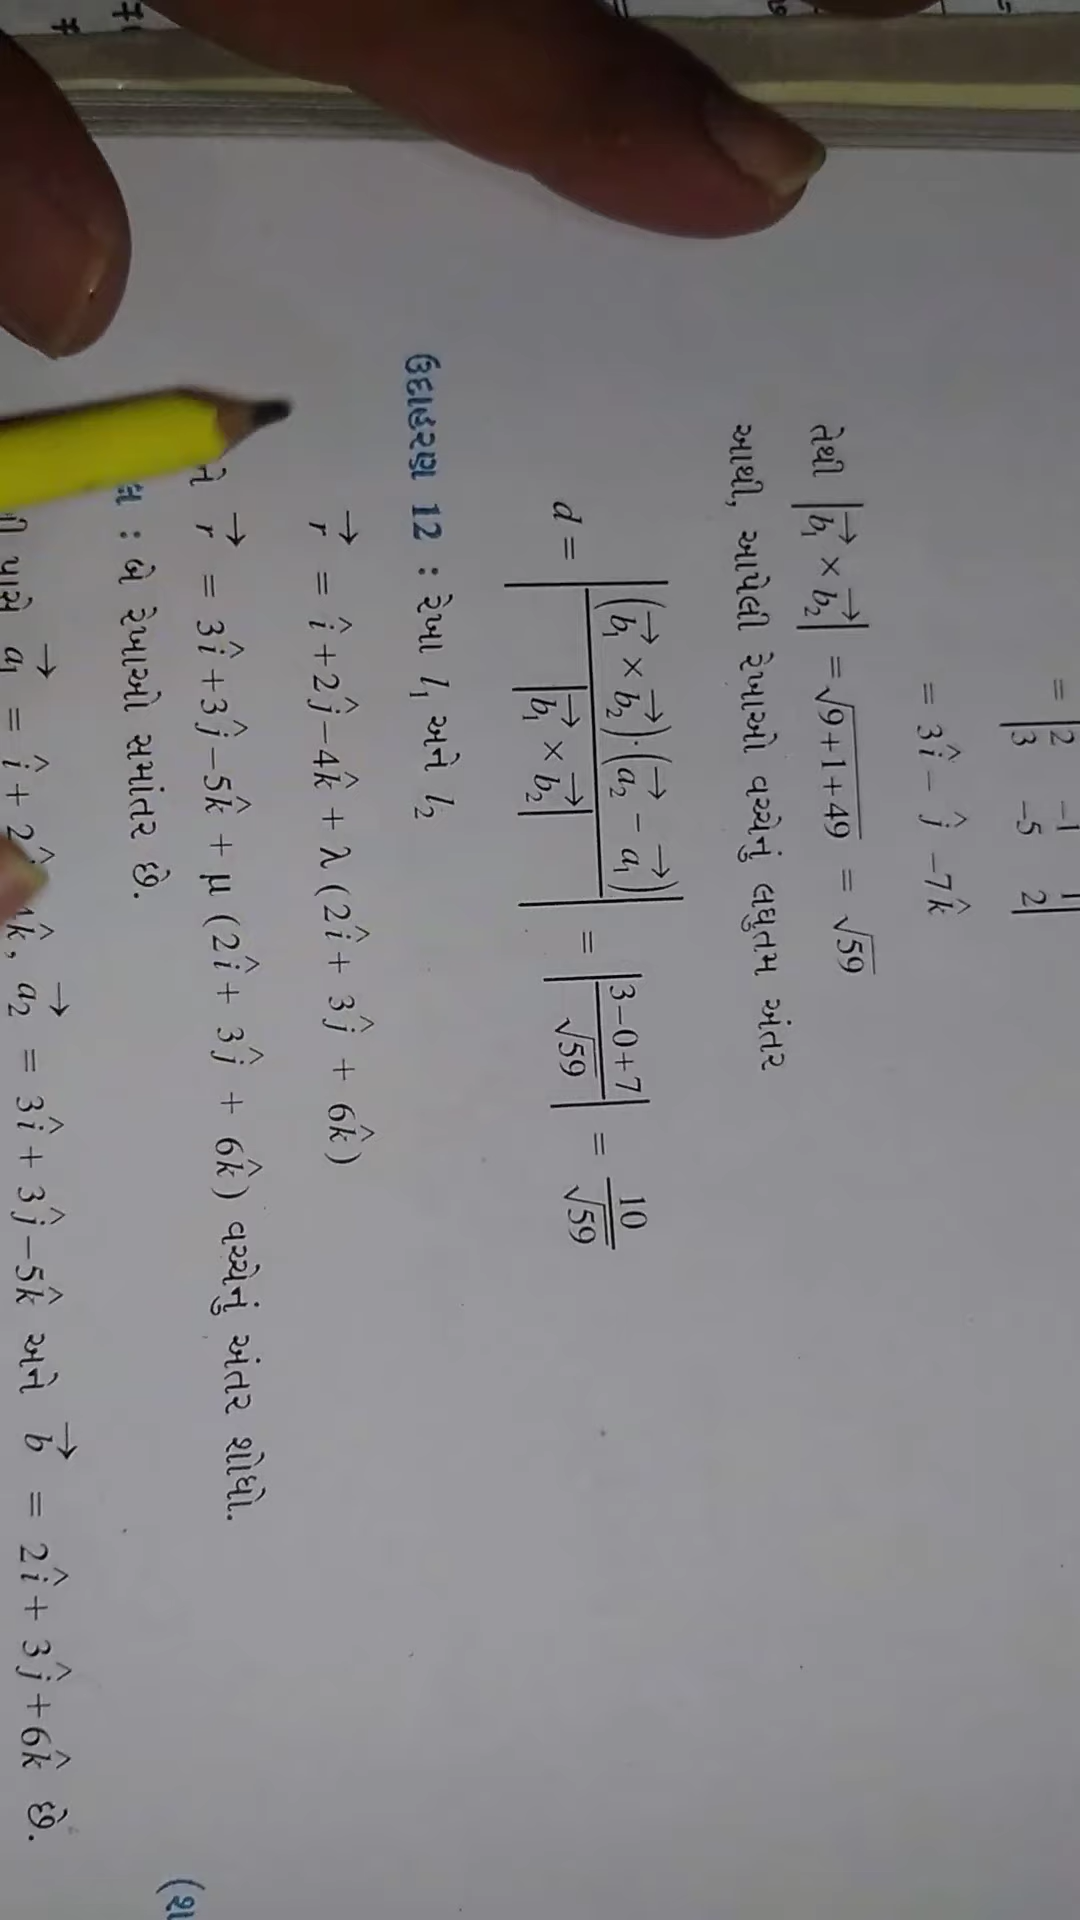 = | 2 -1 1 |
| 3 -5 2 |
= 3î - ĵ - 7k̂
તેથી |b₁⃗ × b₂⃗| = √(9+1+49) = √59
આથી, આપેલી રેખાઓ વચ્ચેનું લઘુતમ અંતર
d = |(b₁⃗ × b₂⃗)·(a₂⃗ - a₁⃗) / |b₁⃗ × b₂⃗|| = |(3-0+7)/√59| = 10/√59
ઉદાહરણ 12 : રેખા l₁ અને l₂
r⃗ = î + 2ĵ - 4k̂ + λ (2î + 3ĵ + 6k̂)
r⃗ = 3î + 3ĵ - 5k̂ + μ (2î + 3ĵ + 6k̂) વચ્ચેનું અંતર શોધો.
: બે રેખાઓ સમાંતર છે.
પાસે a₁⃗ = î + 2ĵ 4k̂, a₂⃗ = 3î + 3ĵ - 5k̂ અને b⃗ = 2î + 3ĵ + 6k̂ છે.